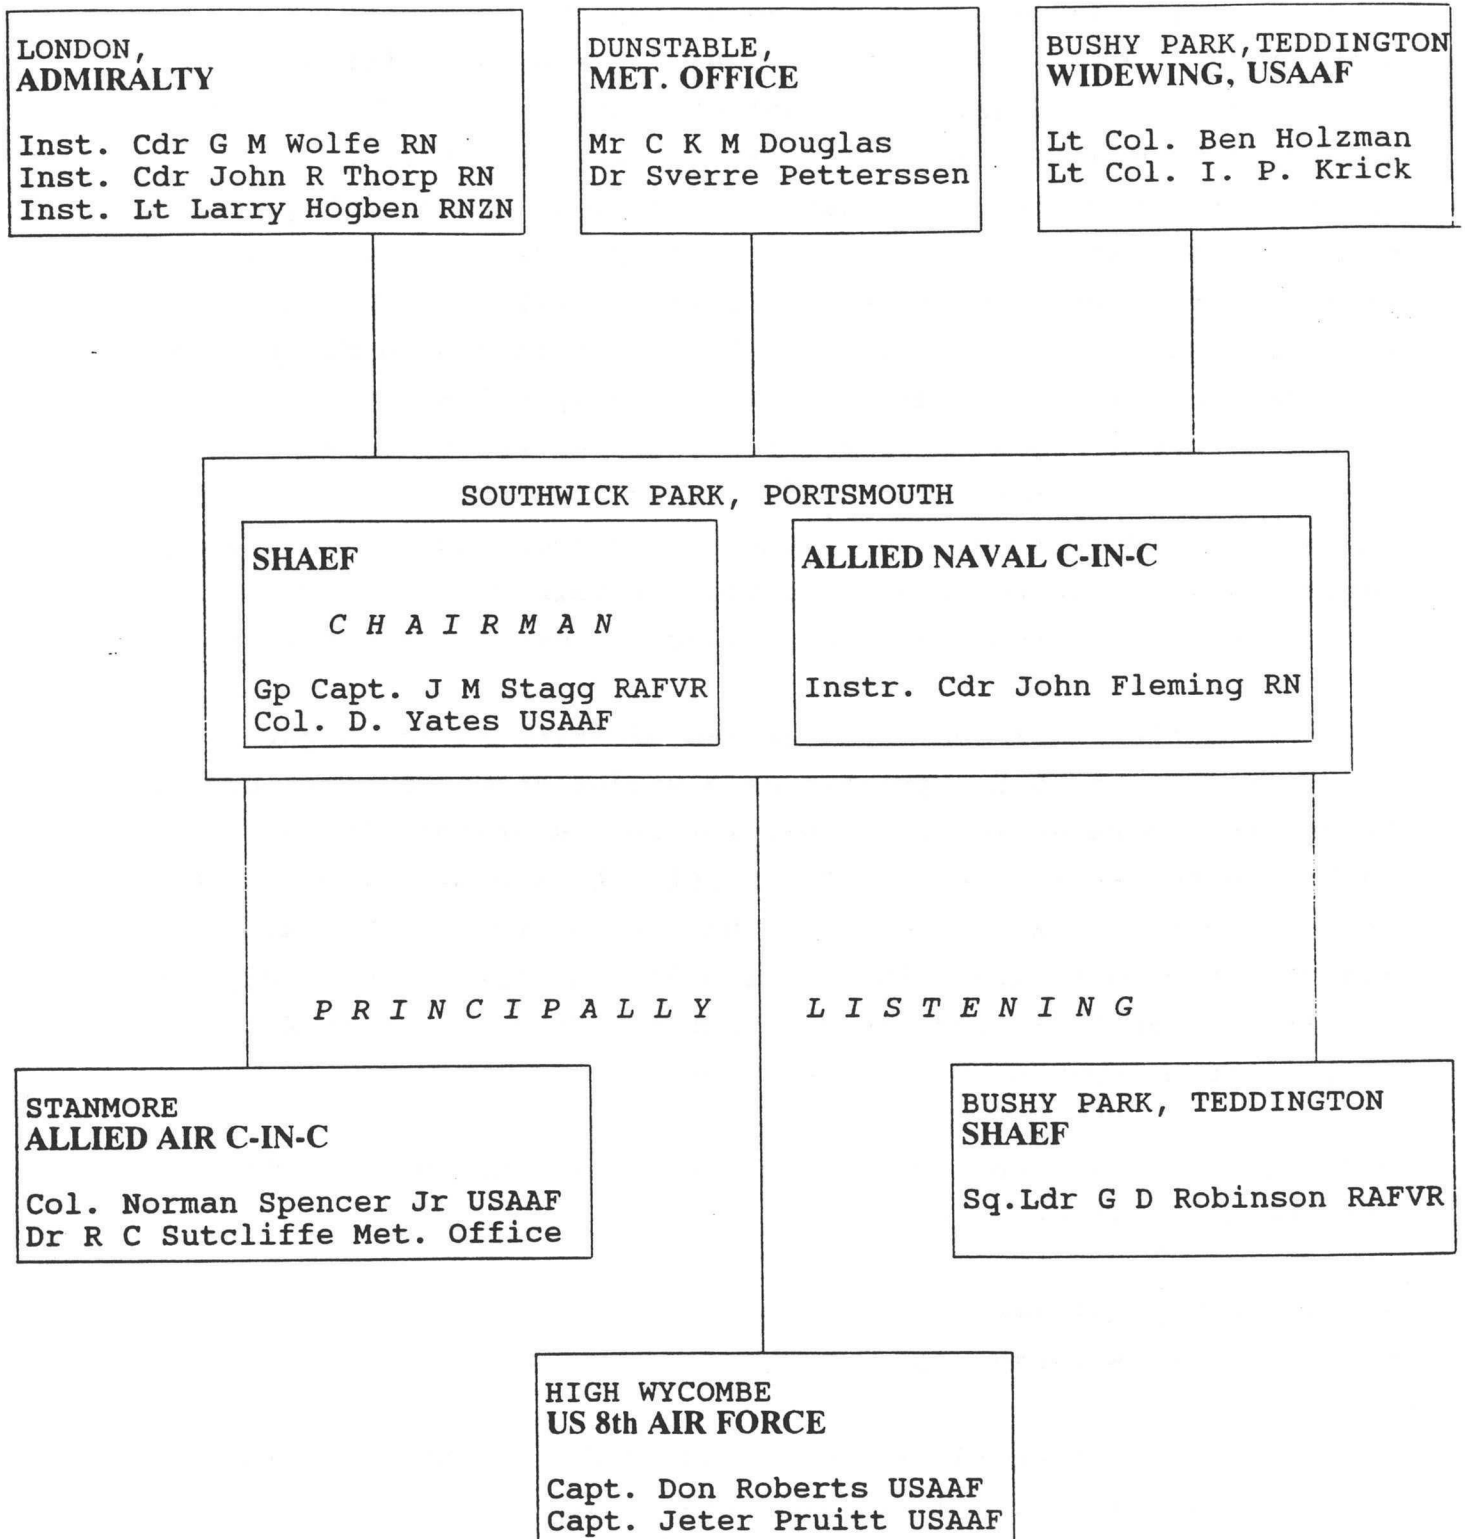 LONDON,
ADMIRALTY
Inst. Cdr G M Wolfe RN
Inst. Cdr John R Thorp RN
Inst. Lt Larry Hogben RNZN
DUNSTABLE,
MET. OFFICE
Mr C K M Douglas
Dr Sverre Petterssen
BUSHY PARK,TEDDINGTON
WIDEWING, USAAF
Lt Col. Ben Holzman
Lt Col. I. P. Krick
SOUTHWICK PARK, PORTSMOUTH
SHAEF
C H A I R M A N
Gp Capt. J M Stagg RAFVR
Col. D. Yates USAAF
ALLIED NAVAL C-IN-C
Instr. Cdr John Fleming RN
P R I N C I P A L L Y L I S T E N I N G
STANMORE
ALLIED AIR C-IN-C
Col. Norman Spencer Jr USAAF
Dr R C Sutcliffe Met. Office
BUSHY PARK, TEDDINGTON
SHAEF
Sq.Ldr G D Robinson RAFVR
HIGH WYCOMBE
US 8th AIR FORCE
Capt. Don Roberts USAAF
Capt. Jeter Pruitt USAAF